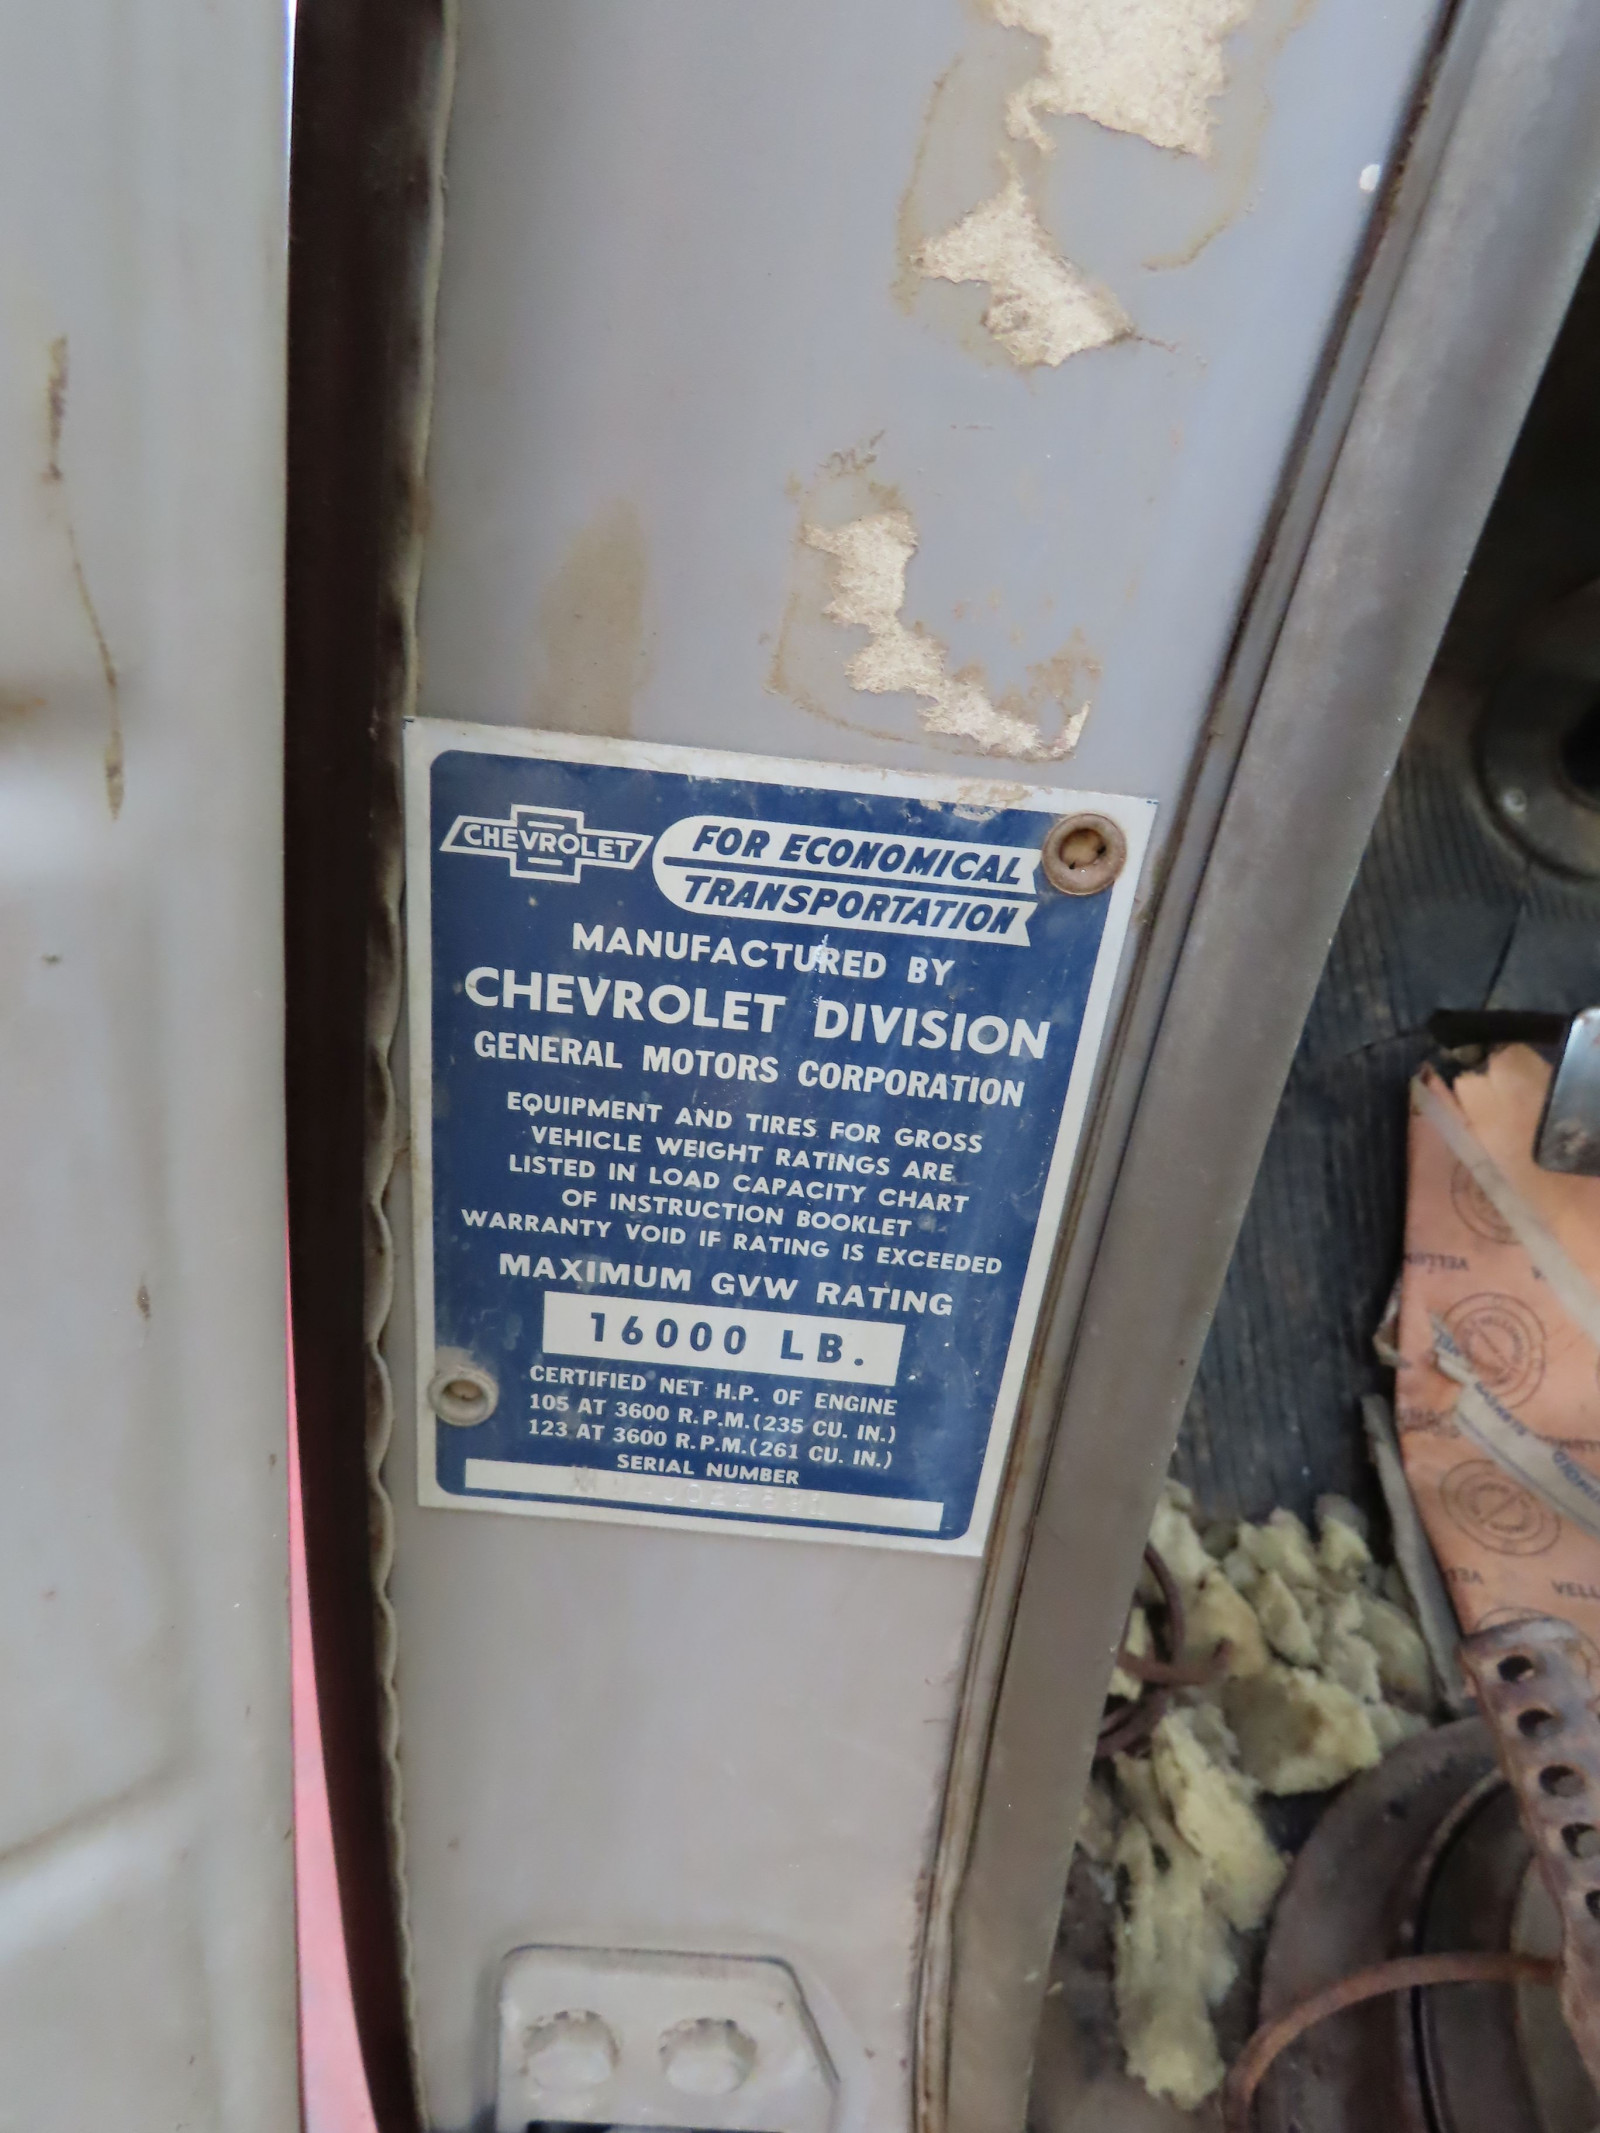 CHEVROLET
FOR ECONOMICAL
TRANSPORTATION
MANUFACTURED BY
CHEVROLET DIVISION
GENERAL MOTORS CORPORATION
EQUIPMENT AND TIRES FOR GROSS
VEHICLE WEIGHT RATINGS ARE
LISTED IN LOAD CAPACITY CHART
OF INSTRUCTION BOOKLET
WARRANTY VOID IF RATING IS EXCEEDED
MAXIMUM GVW RATING
16000 LB.
CERTIFIED NET H.P. OF ENGINE
105 AT 3600 R.P.M.(235 CU. IN.)
123 AT 3600 R.P.M.(261 CU. IN.)
SERIAL NUMBER